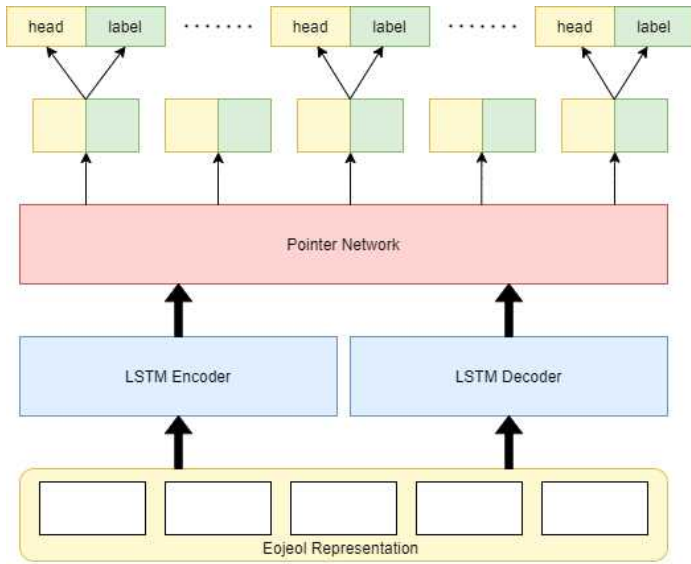 head label ....... head label ....... head label
Pointer Network
LSTM Encoder LSTM Decoder
Eojeol Representation